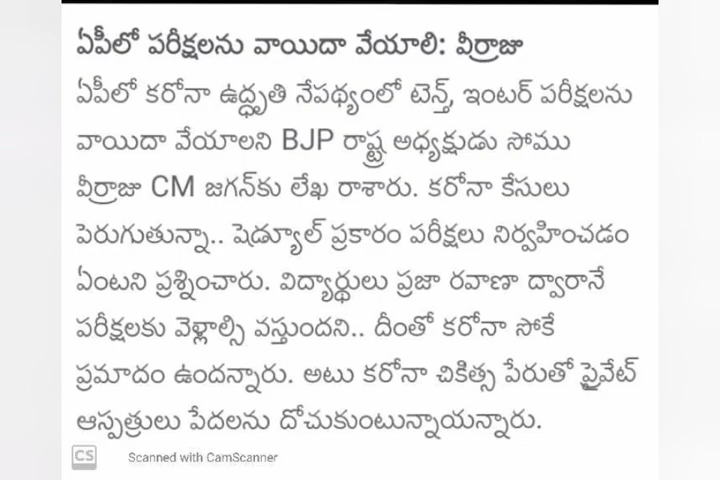 ఏపీలో పరీక్షలను వాయిదా వేయాలి: వీర్రాజు
ఏపీలో కరోనా ఉద్ధృతి నేపథ్యంలో టెన్త్, ఇంటర్ పరీక్షలను
వాయిదా వేయాలని BJP రాష్ట్ర అధ్యక్షుడు సోము
వీర్రాజు CM జగన్‌కు లేఖ రాశారు. కరోనా కేసులు
పెరుగుతున్నా.. షెడ్యూల్ ప్రకారం పరీక్షలు నిర్వహించడం
ఏంటని ప్రశ్నించారు. విద్యార్థులు ప్రజా రవాణా ద్వారానే
పరీక్షలకు వెళ్లాల్సి వస్తుందని.. దీంతో కరోనా సోకే
ప్రమాదం ఉందన్నారు. అటు కరోనా చికిత్స పేరుతో ప్రైవేట్
ఆస్పత్రులు పేదలను దోచుకుంటున్నాయన్నారు.
CS Scanned with CamScanner